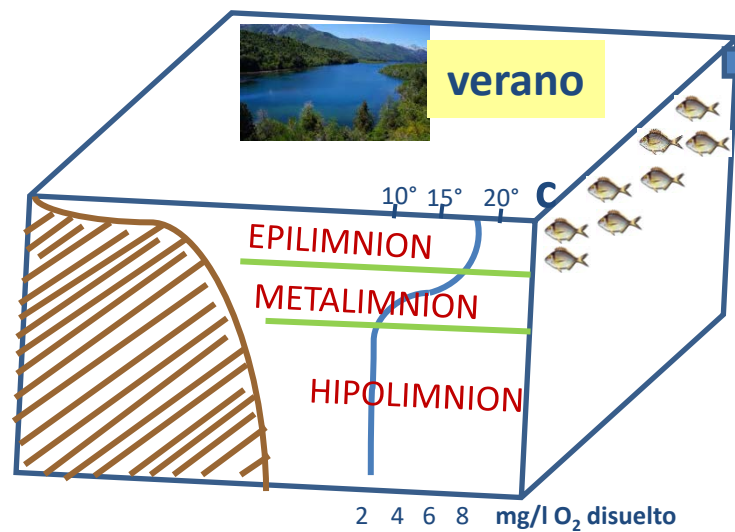 verano
10° 15° 20° C
EPILIMNION
METALIMNION
HIPOLIMNION
2 4 6 8 mg/l O₂ disuelto